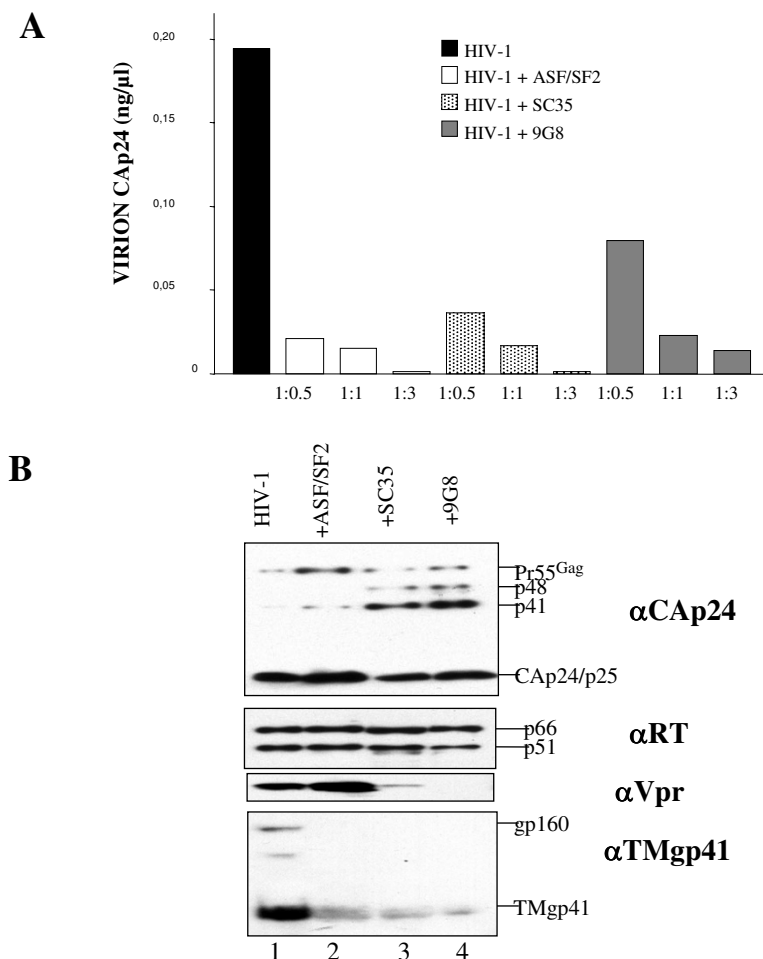 A
VIRION CAp24 (ng/µl)
0,20
0,15
0,10
0,05
0
HIV-1
HIV-1 + ASF/SF2
HIV-1 + SC35
HIV-1 + 9G8
1:0.5 1:1 1:3 1:0.5 1:1 1:3 1:0.5 1:1 1:3
B
HIV-1 +ASF/SF2 +SC35 +9G8
Pr55Gag
p48
p41
CAp24/p25
αCAp24
p66
p51
αRT
αVpr
gp160
αTMgp41
TMgp41
1 2 3 4